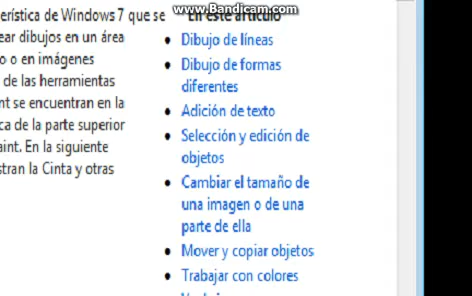 www.Bandicam.com
erística de Windows 7 que se
ear dibujos en un área
o o en imágenes
de las herramientas
nt se encuentran en la
ca de la parte superior
aint. En la siguiente
stran la Cinta y otras
En este artículo
• Dibujo de líneas
• Dibujo de formas
diferentes
• Adición de texto
• Selección y edición de
objetos
• Cambiar el tamaño de
una imagen o de una
parte de ella
• Mover y copiar objetos
• Trabajar con colores